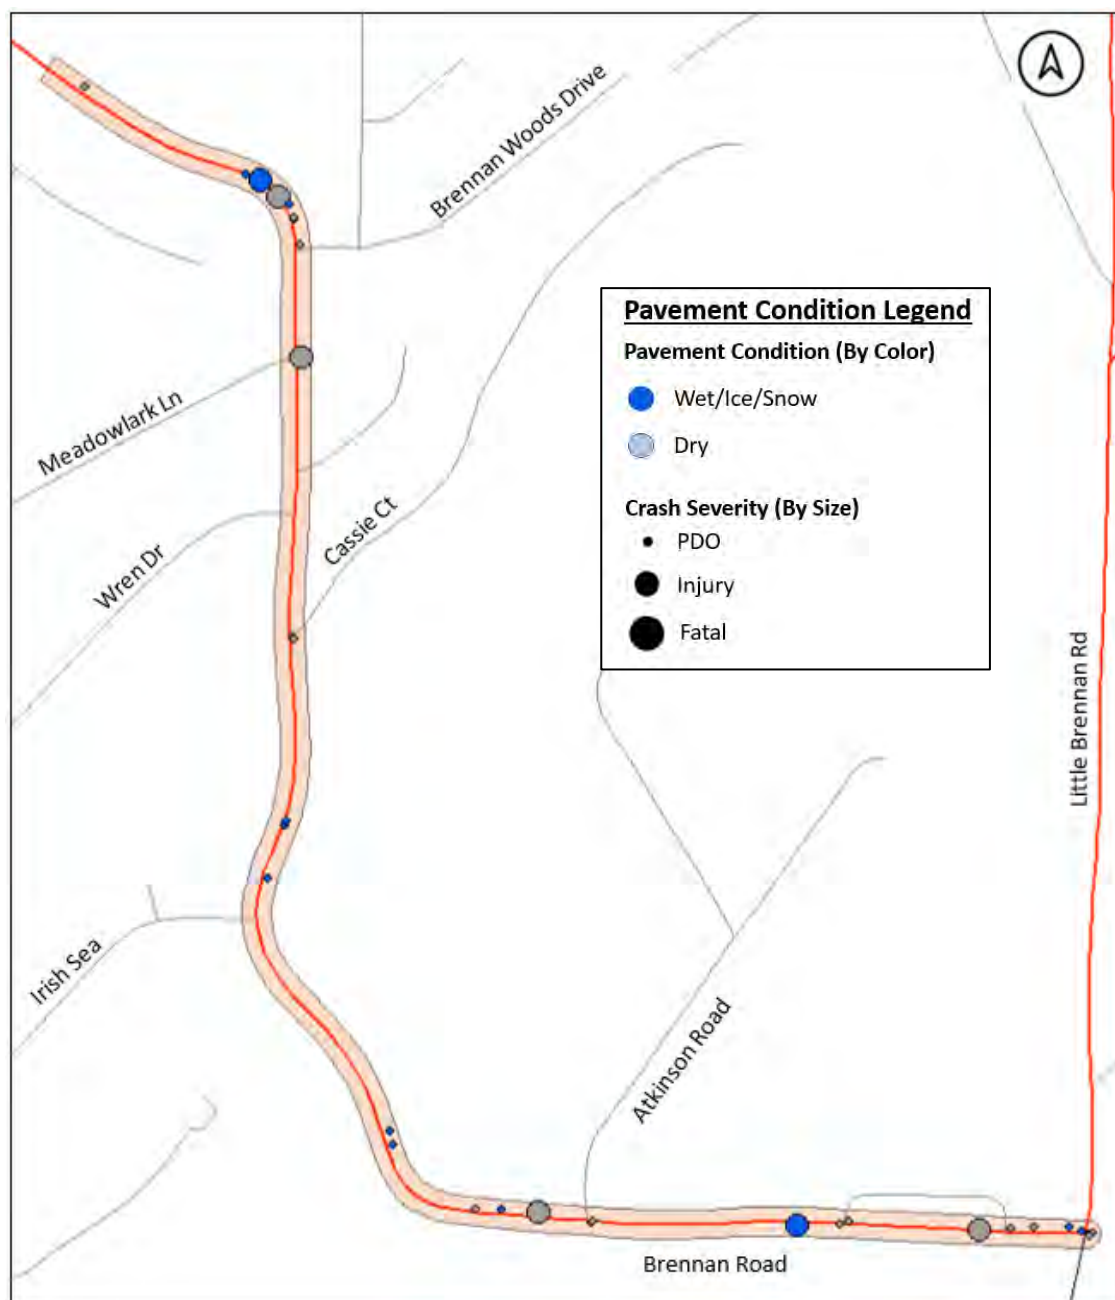 Brennan Woods Drive
Pavement Condition Legend
Pavement Condition (By Color)
Wet/Ice/Snow
Dry
Crash Severity (By Size)
PDO
Injury
Fatal
Meadowlark Ln
Cassie Ct
Wren Dr
Little Brennan Rd
Irish Sea
Atkinson Road
Brennan Road